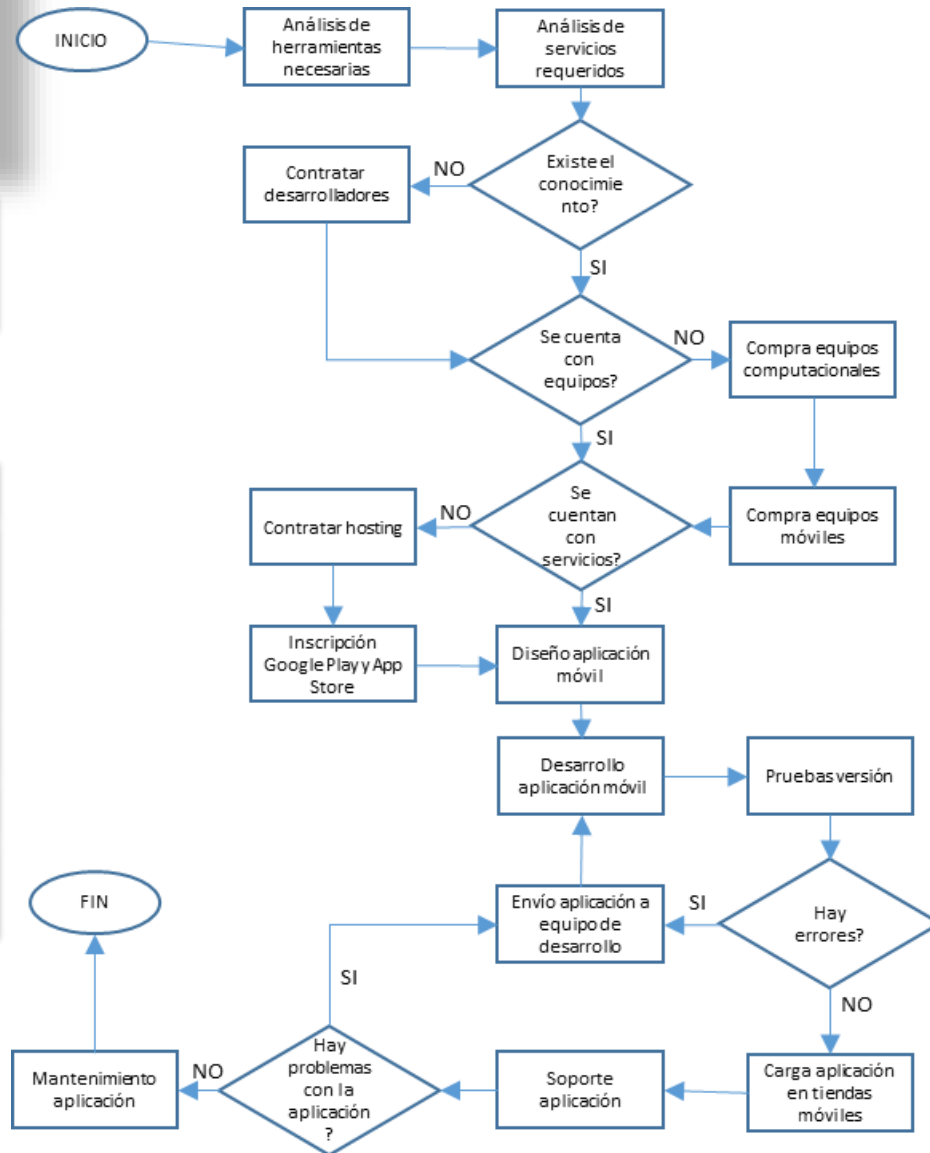 INICIO
Análisis de
herramientas
necesarias
Análisis de
servicios
requeridos
Existe el
conocimie
nto?
NO
Contratar
desarrolladores
SI
Se cuenta
con
equipos?
NO
Compra equipos
computacionales
SI
Compra equipos
móviles
Se
cuentan
con
servicios?
NO
Contratar hosting
SI
Inscripción
Google Play y App
Store
Diseño aplicación
móvil
Desarrollo
aplicación móvil
Pruebas versión
Hay
errores?
SI
Envío aplicación a
equipo de
desarrollo
NO
Carga aplicación
en tiendas
móviles
Soporte
aplicación
Hay
problemas
con la
aplicación
?
SI
NO
Mantenimiento
aplicación
FIN